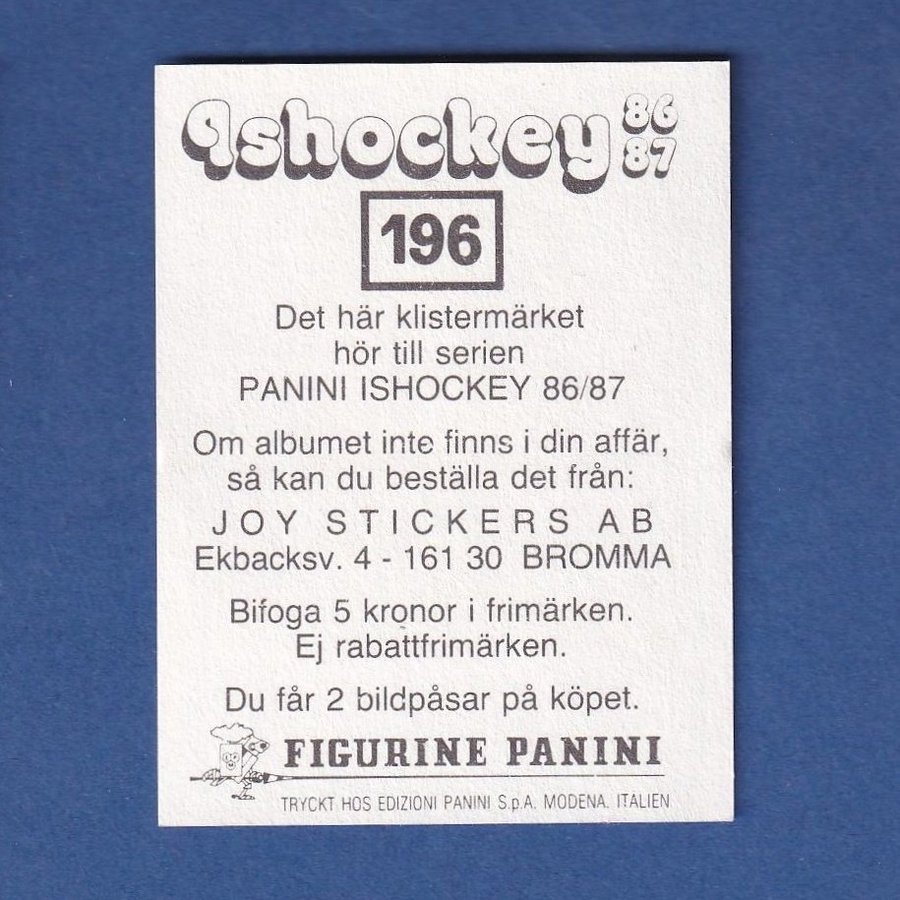 Ishockey 86 87
196
Det här klistermärket
hör till serien
PANINI ISHOCKEY 86/87
Om albumet inte finns i din affär,
så kan du beställa det från:
JOY STICKERS AB
Ekbacksv. 4 - 161 30 BROMMA
Bifoga 5 kronor i frimärken.
Ej rabattfrimärken.
Du får 2 bildpåsar på köpet.
FIGURINE PANINI
TRYCKT HOS EDIZIONI PANINI S.p.A. MODENA. ITALIEN